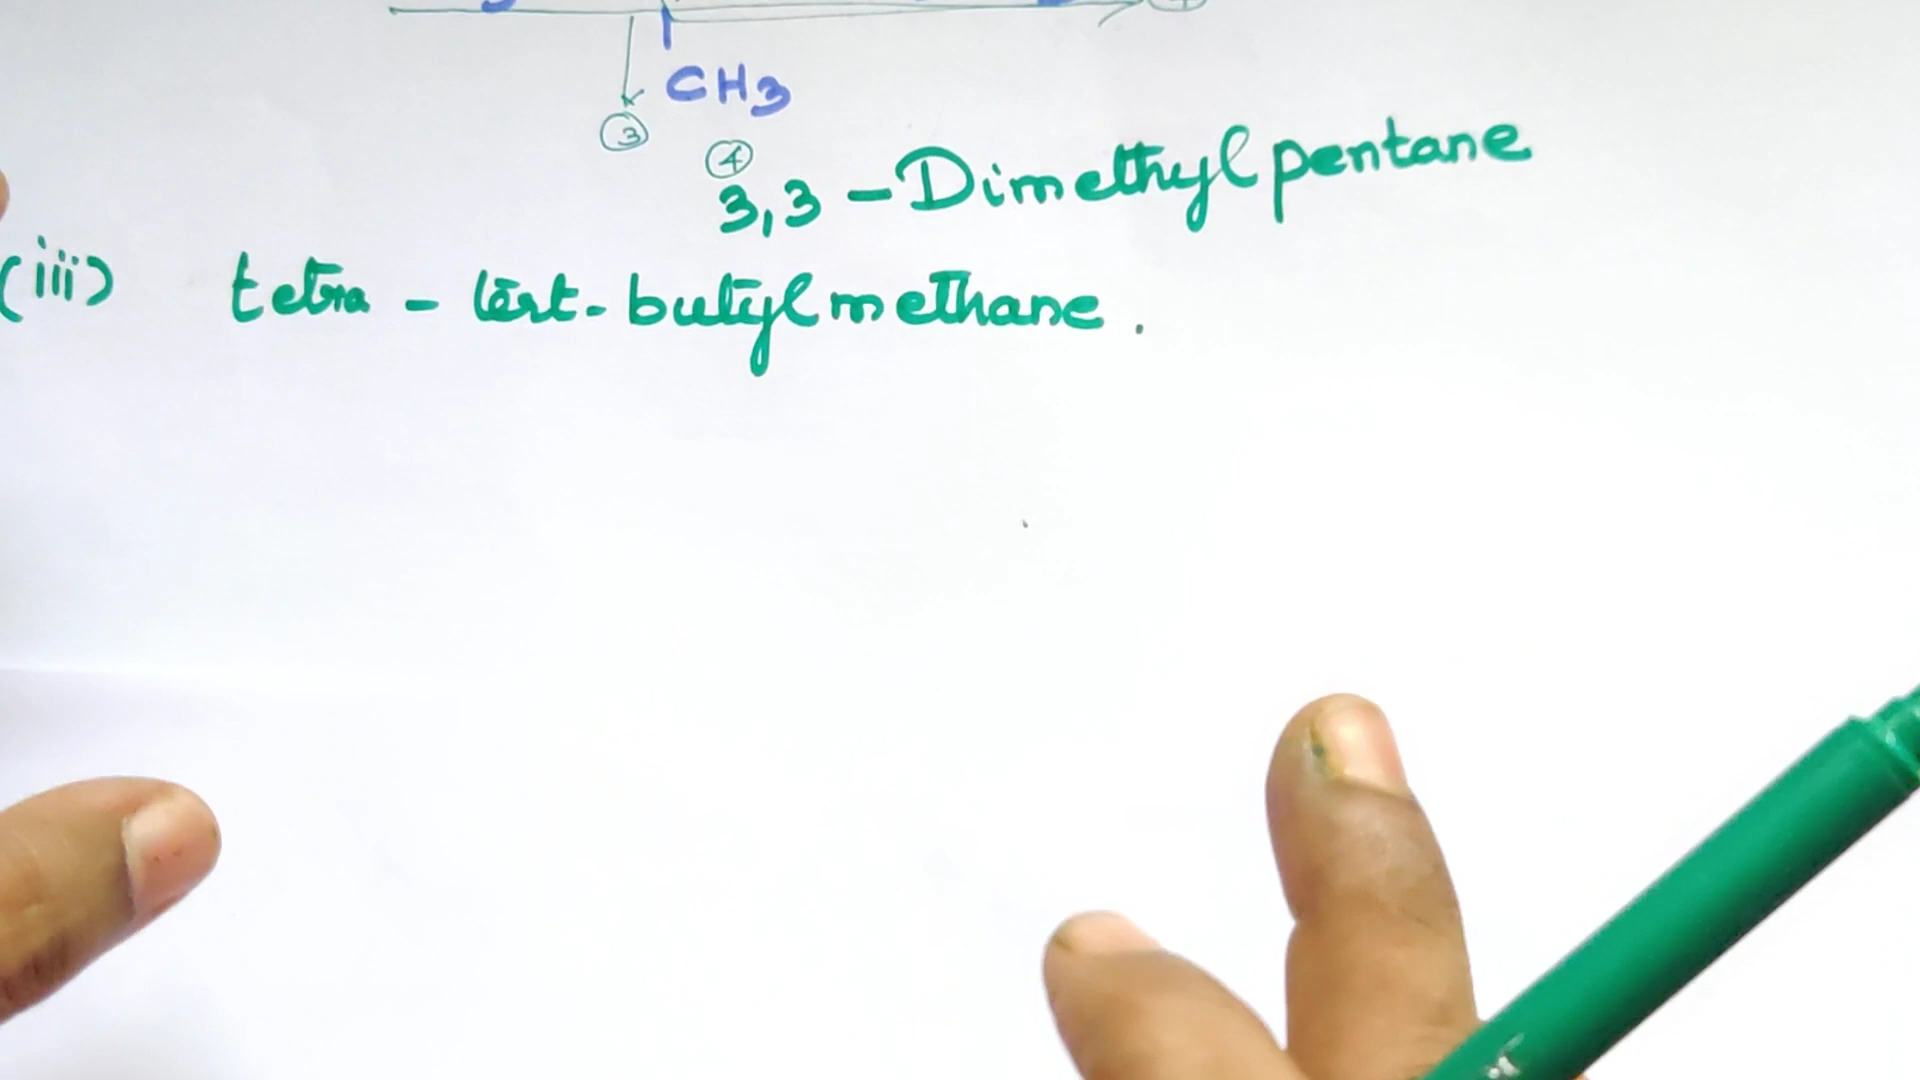 CH3
③
④
3,3-Dimethylpentane
(iii) tetra-tert-butylmethane.